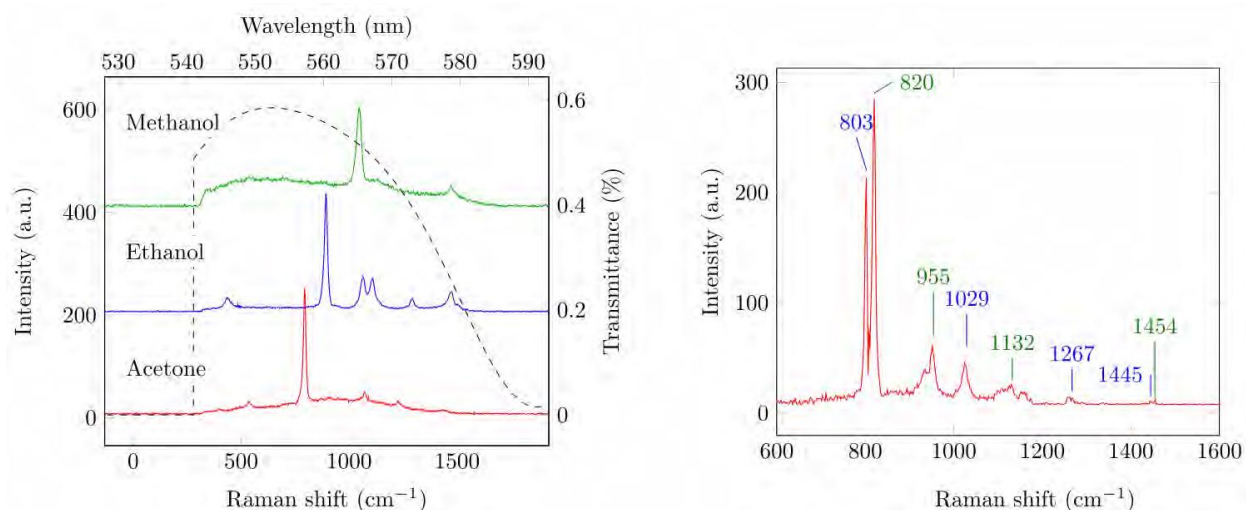 Wavelength (nm)
530 540 550 560 570 580 590
600
400
200
0
Intensity (a.u.)
Methanol
Ethanol
Acetone
0.6
0.4
0.2
0
Transmittance (%)
0 500 1000 1500
Raman shift (cm⁻¹)
300
200
100
0
Intensity (a.u.)
820
803
955
1029
1132
1267
1445
1454
600 800 1000 1200 1400 1600
Raman shift (cm⁻¹)